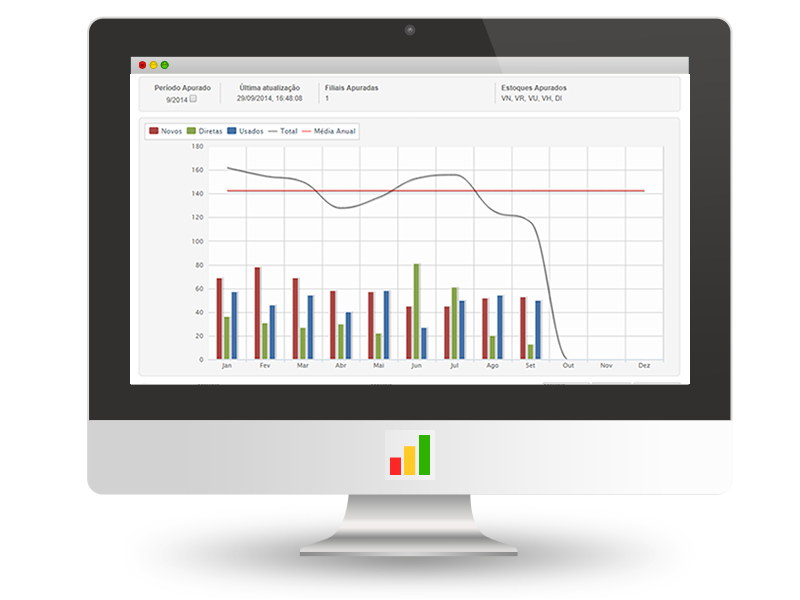 Período Apurado
Última atualização
Filiais Apuradas
Estoques Apurados
9/2014
29/09/2014, 16:48:08
1
VN, VR, VU, VH, DI
Novos Diretas Usados Total Média Anual
180
160
140
120
100
80
60
40
20
0
Jan Fev Mar Abr Mai Jun Jul Ago Set Out Nov Dez